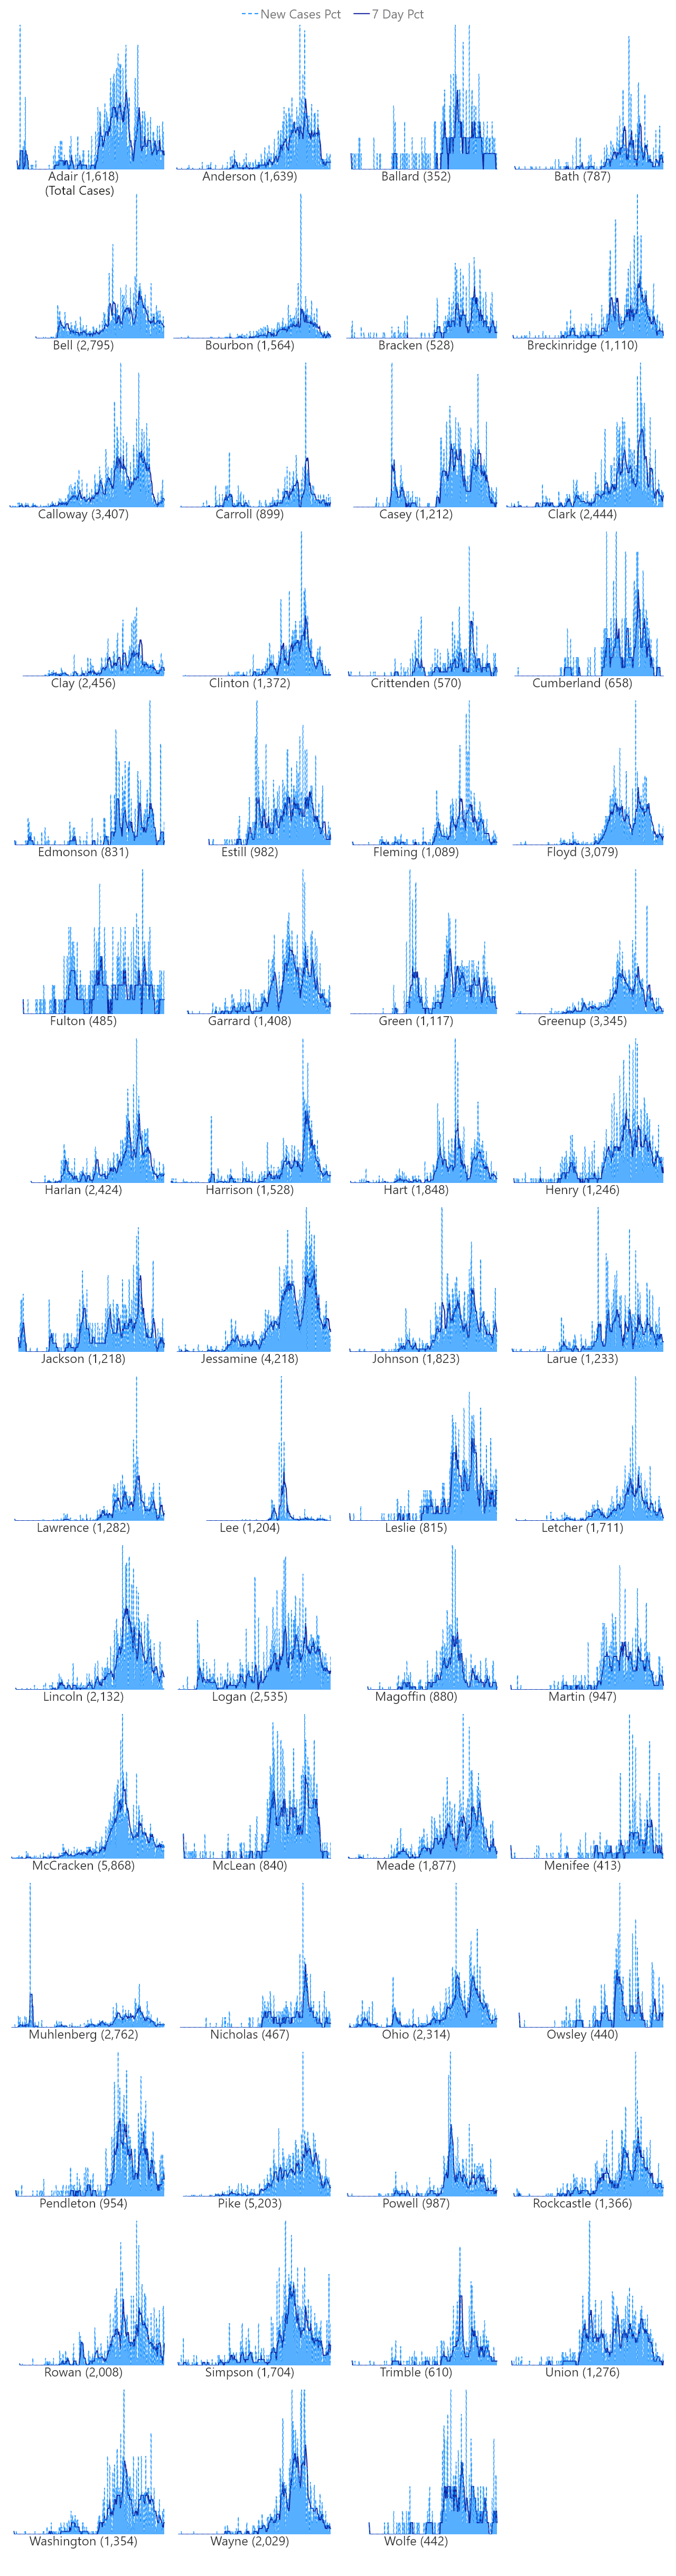 New Cases Pct 7 Day Pct
Adair (1,618) Anderson (1,639) Ballard (352) Bath (787)
(Total Cases)
Bell (2,795) Bourbon (1,564) Bracken (528) Breckinridge (1,110)
Calloway (3,407) Carroll (899) Casey (1,212) Clark (2,444)
Clay (2,456) Clinton (1,372) Crittenden (570) Cumberland (658)
Edmonson (831) Estill (982) Fleming (1,089) Floyd (3,079)
Fulton (485) Garrard (1,408) Green (1,117) Greenup (3,345)
Harlan (2,424) Harrison (1,528) Hart (1,848) Henry (1,246)
Jackson (1,218) Jessamine (4,218) Johnson (1,823) Larue (1,233)
Lawrence (1,282) Lee (1,204) Leslie (815) Letcher (1,711)
Lincoln (2,132) Logan (2,535) Magoffin (880) Martin (947)
McCracken (5,868) McLean (840) Meade (1,877) Menifee (413)
Muhlenberg (2,762) Nicholas (467) Ohio (2,314) Owsley (440)
Pendleton (954) Pike (5,203) Powell (987) Rockcastle (1,366)
Rowan (2,008) Simpson (1,704) Trimble (610) Union (1,276)
Washington (1,354) Wayne (2,029) Wolfe (442)